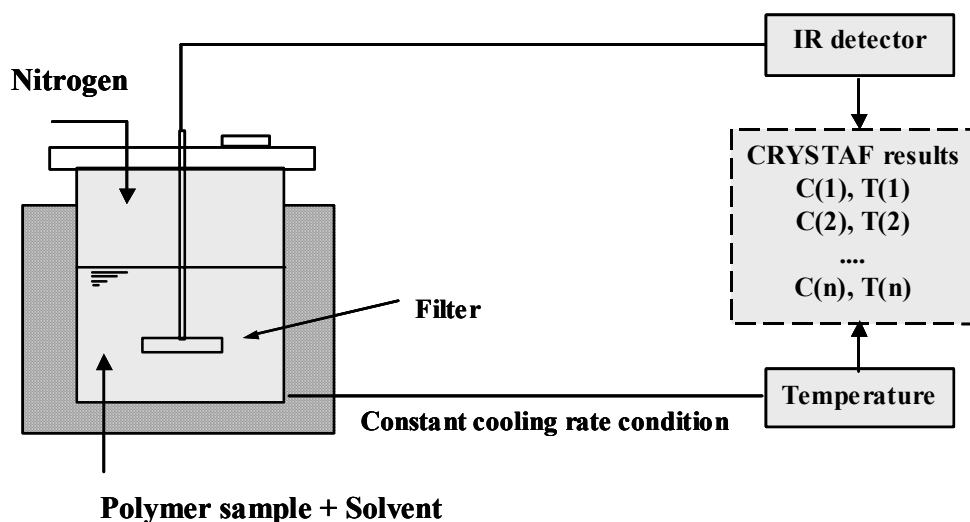 IR detector
Nitrogen
CRYSTAF results
C(1), T(1)
C(2), T(2)
....
C(n), T(n)
Filter
Temperature
Constant cooling rate condition
Polymer sample + Solvent